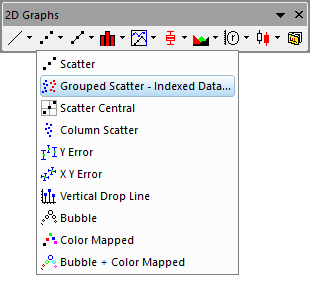 2D Graphs
Scatter
Grouped Scatter - Indexed Data...
Scatter Central
Column Scatter
Y Error
X Y Error
Vertical Drop Line
Bubble
Color Mapped
Bubble + Color Mapped